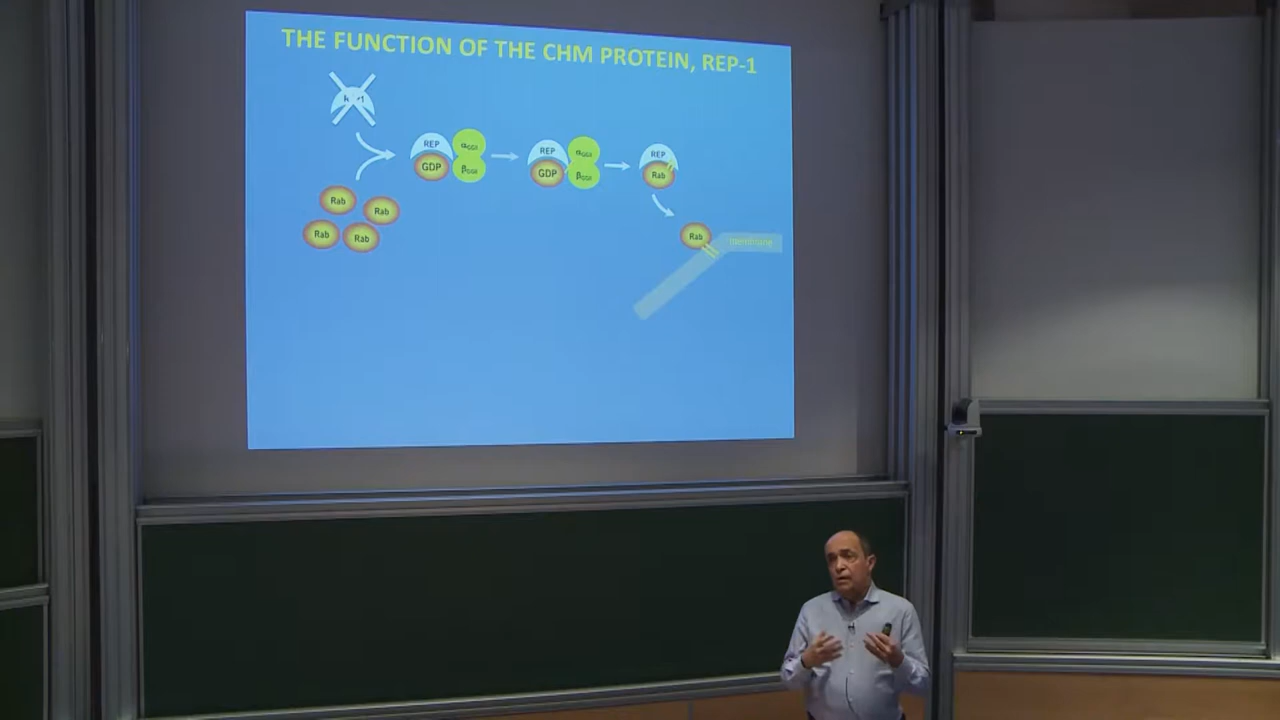 THE FUNCTION OF THE CHM PROTEIN, REP-1
REP
GDP
αGGT
βGGT
REP
GDP
αGGT
βGGT
REP
Rab
Rab
Rab
Rab
Rab
Rab
membrane